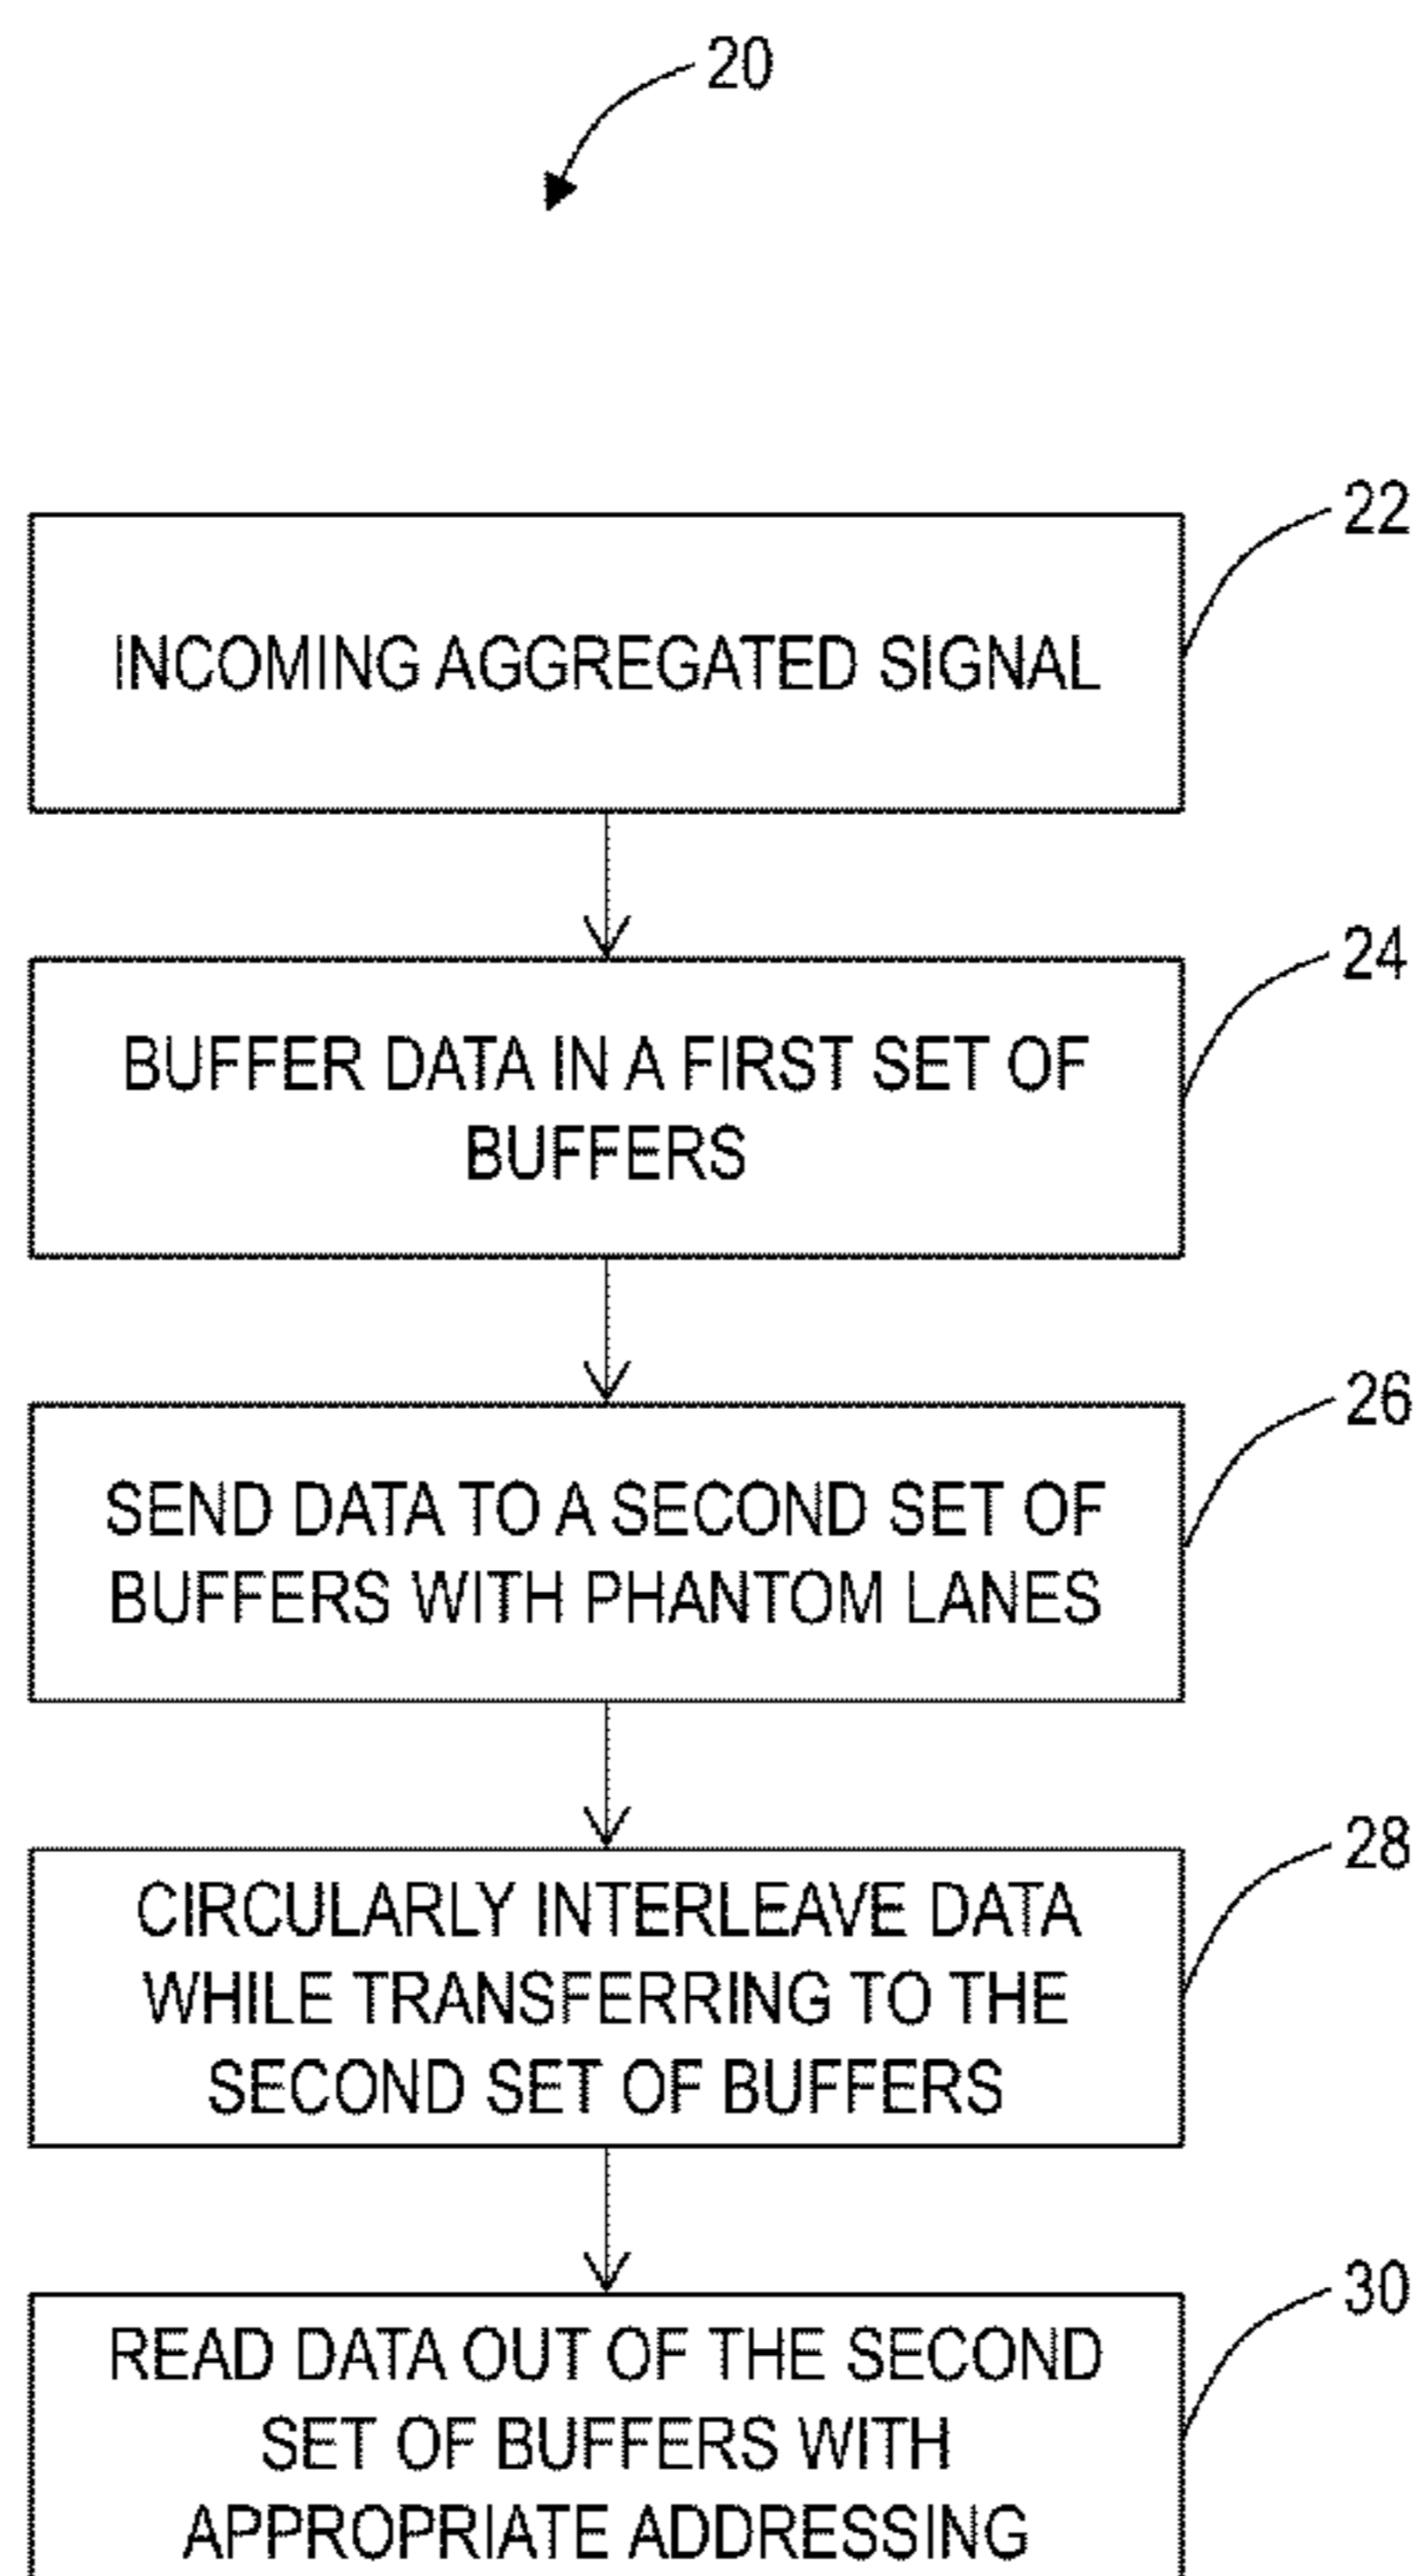 20
22
INCOMING AGGREGATED SIGNAL
24
BUFFER DATA IN A FIRST SET OF
BUFFERS
26
SEND DATA TO A SECOND SET OF
BUFFERS WITH PHANTOM LANES
28
CIRCULARLY INTERLEAVE DATA
WHILE TRANSFERRING TO THE
SECOND SET OF BUFFERS
30
READ DATA OUT OF THE SECOND
SET OF BUFFERS WITH
APPROPRIATE ADDRESSING